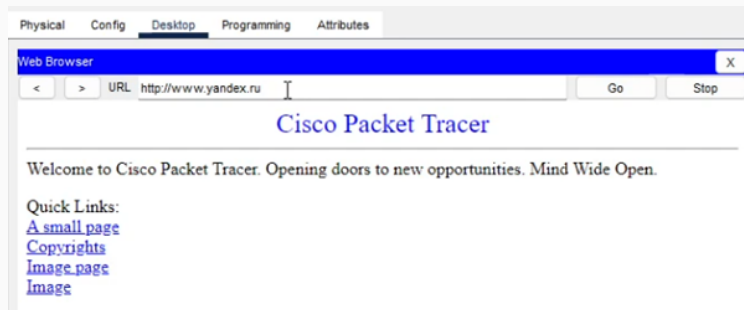 Physical Config Desktop Programming Attributes
Web Browser X
< > URL http://www.yandex.ru Go Stop
Cisco Packet Tracer
Welcome to Cisco Packet Tracer. Opening doors to new opportunities. Mind Wide Open.
Quick Links:
A small page
Copyrights
Image page
Image